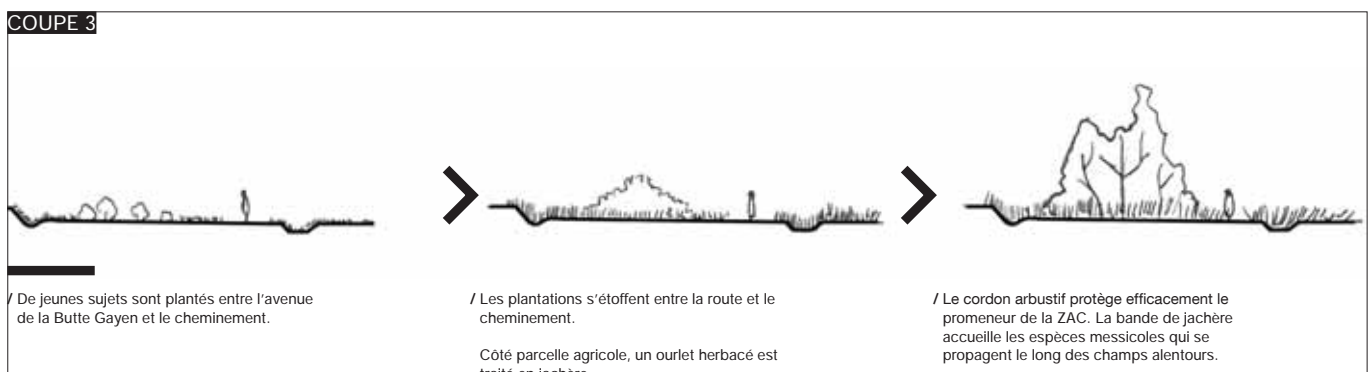 COUPE 3
/ De jeunes sujets sont plantés entre l'avenue
de la Butte Gayen et le cheminement.
/ Les plantations s'étoffent entre la route et le
cheminement.
Côté parcelle agricole, un ourlet herbacé est
traité en jachère
/ Le cordon arbustif protège efficacement le
promeneur de la ZAC. La bande de jachère
accueille les espèces messicoles qui se
propagent le long des champs alentours.